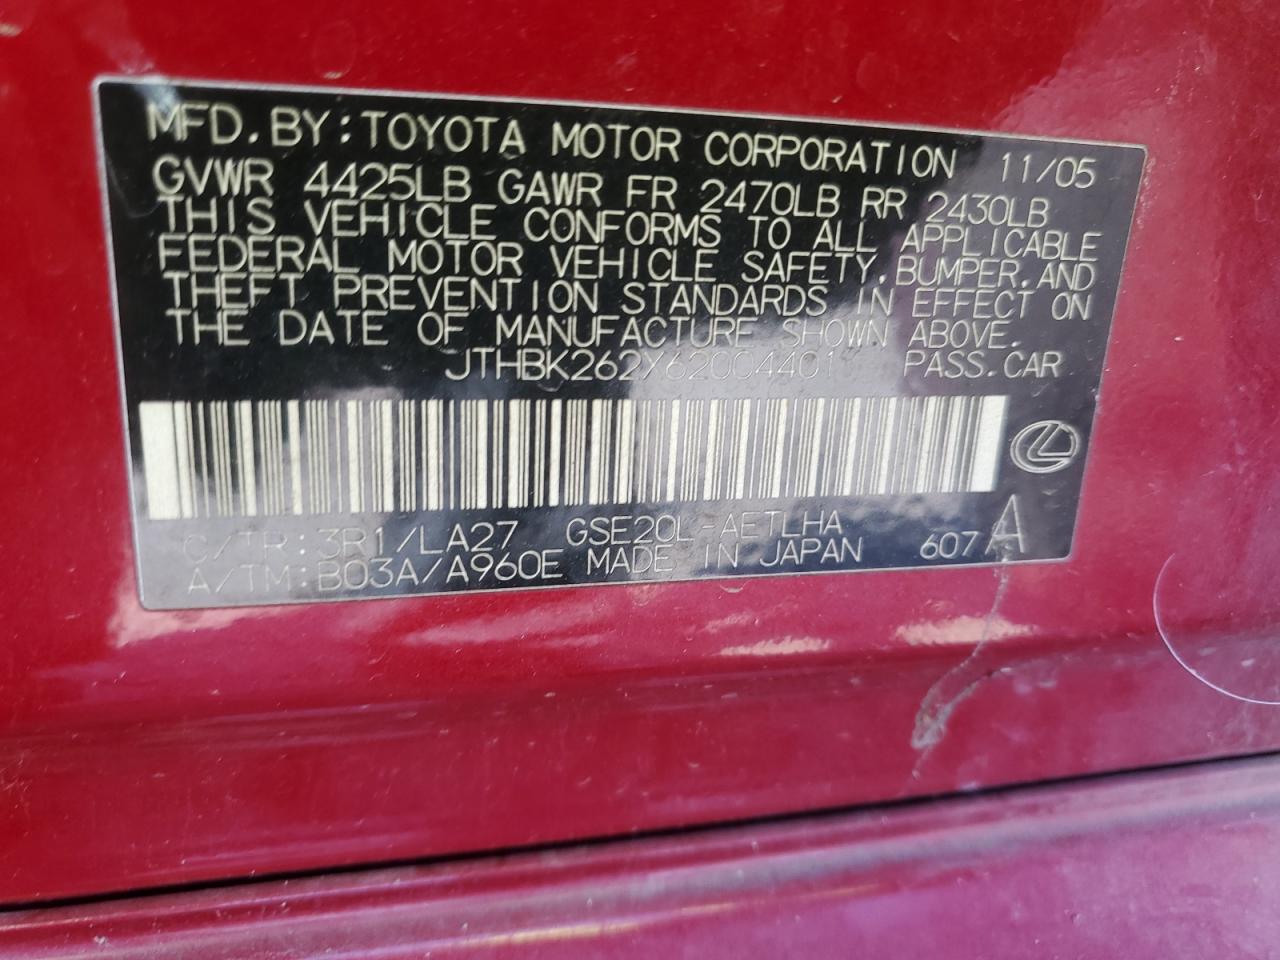 MFD.BY:TOYOTA MOTOR CORPORATION 11/05
GVWR 4425LB GAWR FR 2470LB RR 2430LB
THIS VEHICLE CONFORMS TO ALL APPLICABLE
FEDERAL MOTOR VEHICLE SAFETY,BUMPER,AND
THEFT PREVENTION STANDARDS IN EFFECT ON
THE DATE OF MANUFACTURE SHOWN ABOVE.
JTHBK262X62004401 PASS.CAR
C/TR:3R1/LA27 GSE20L-AETLHA
A/TM:B03A/A960E MADE IN JAPAN 607 A